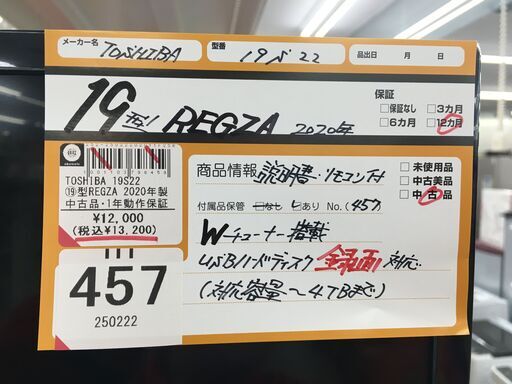 メーカー名 TOSHIBA 型番 19S22 品出日 月 日
19型! REGZA 2020年
保証
□保証なし □3カ月
□6カ月 □12カ月
TOSHIBA 19S22
⑲型REGZA 2020年製
中古品・1年動作保証
¥12,000
(税込¥13,200)
457
250222
商品情報 説明書・リモコン付
□未使用品
□中古美品
□中古品
付属品保管 □なし □あり No.(457)
Wチューナー搭載
USBハードディスク 録画 対応
(対応容量〜4TBまで)